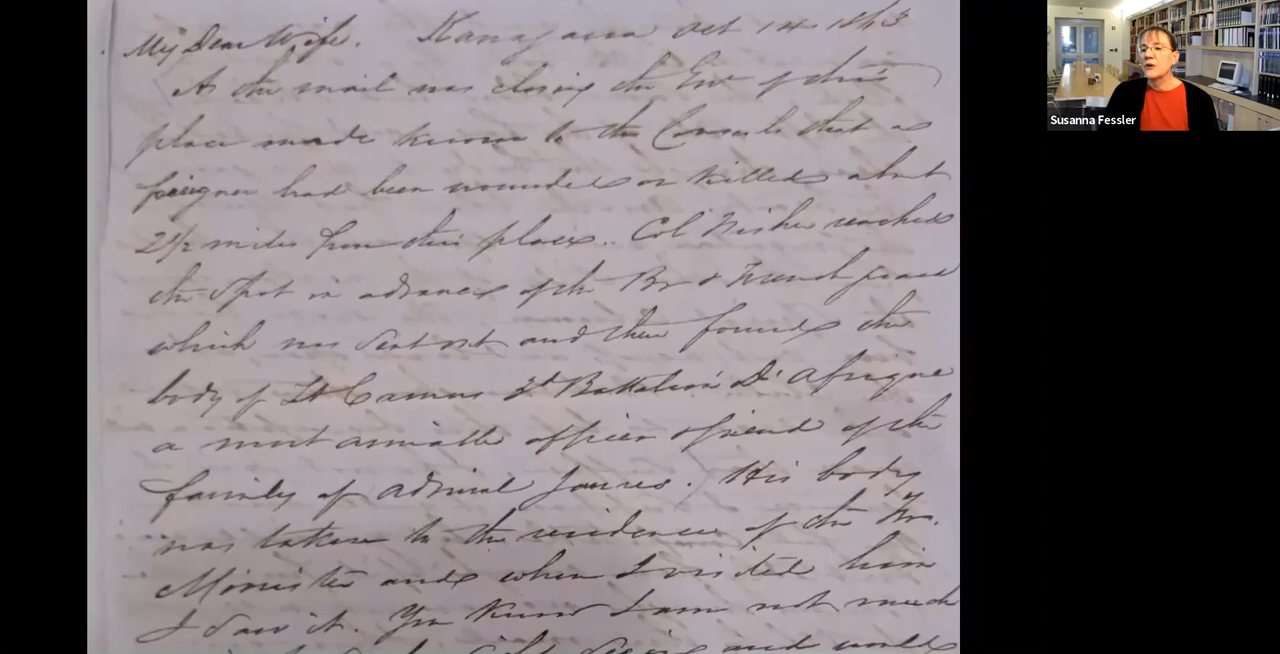 My Dear Wife. Kanagawa Oct 14 1863
As the mail was closing the Gov of this
place made known to the Consuls that a
foreigner had been wounded or killed about
2 1/2 miles from this place. Col Fisher reached
the spot in advance of the Br & French guard
which was sent out and then found the
body of Lt Camus 3d Battalion D'Afrique
a most amiable officer & friend of the
family of Admiral Jaures. His body
was taken to the residence of the Fr.
Minister and when I visited him
I saw it. You know I am not much
and would
Susanna Fessler